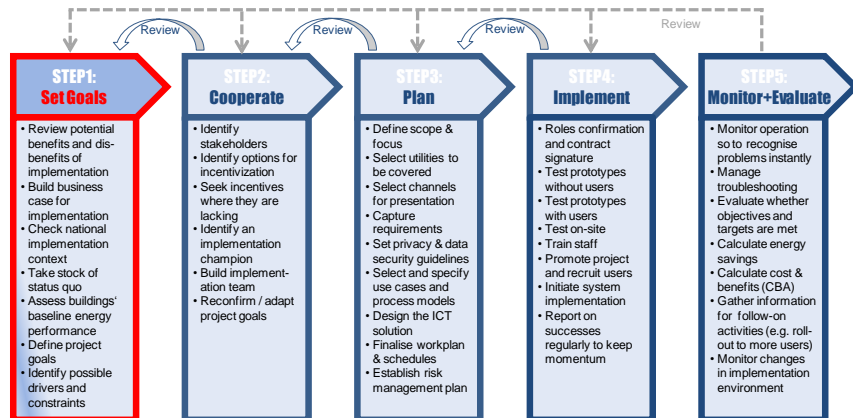 Review
Review
Review
Review
STEP1:
Set Goals
• Review potential
benefits and dis-
benefits of
implementation
• Build business
case for
implementation
• Check national
implementation
context
• Take stock of
status quo
• Assess buildings‘
baseline energy
performance
• Define project
goals
• Identify possible
drivers and
constraints
STEP2:
Cooperate
• Identify
stakeholders
• Identify options for
incentivization
• Seek incentives
where they are
lacking
• Identify an
implementation
champion
• Build implement-
ation team
• Reconfirm / adapt
project goals
STEP3:
Plan
• Define scope &
focus
• Select utilities to
be covered
• Select channels for
presentation
• Capture
requirements
• Set privacy & data
security guidelines
• Select and specify
use cases and
process models
• Design the ICT
solution
• Finalise workplan
& schedules
• Establish risk
management plan
STEP4:
Implement
• Roles confirmation
and contract
signature
• Test prototypes
without users
• Test prototypes
with users
• Test on-site
• Train staff
• Promote project
and recruit users
• Initiate system
implementation
• Report on
successes
regularly to keep
momentum
STEP5:
Monitor+Evaluate
• Monitor operation
so to recognise
problems instantly
• Manage
troubleshooting
• Evaluate whether
objectives and
targets are met
• Calculate energy
savings
• Calculate cost &
benefits (CBA)
• Gather information
for follow-on
activities (e.g. roll-
out to more users)
• Monitor changes
in implementation
environment